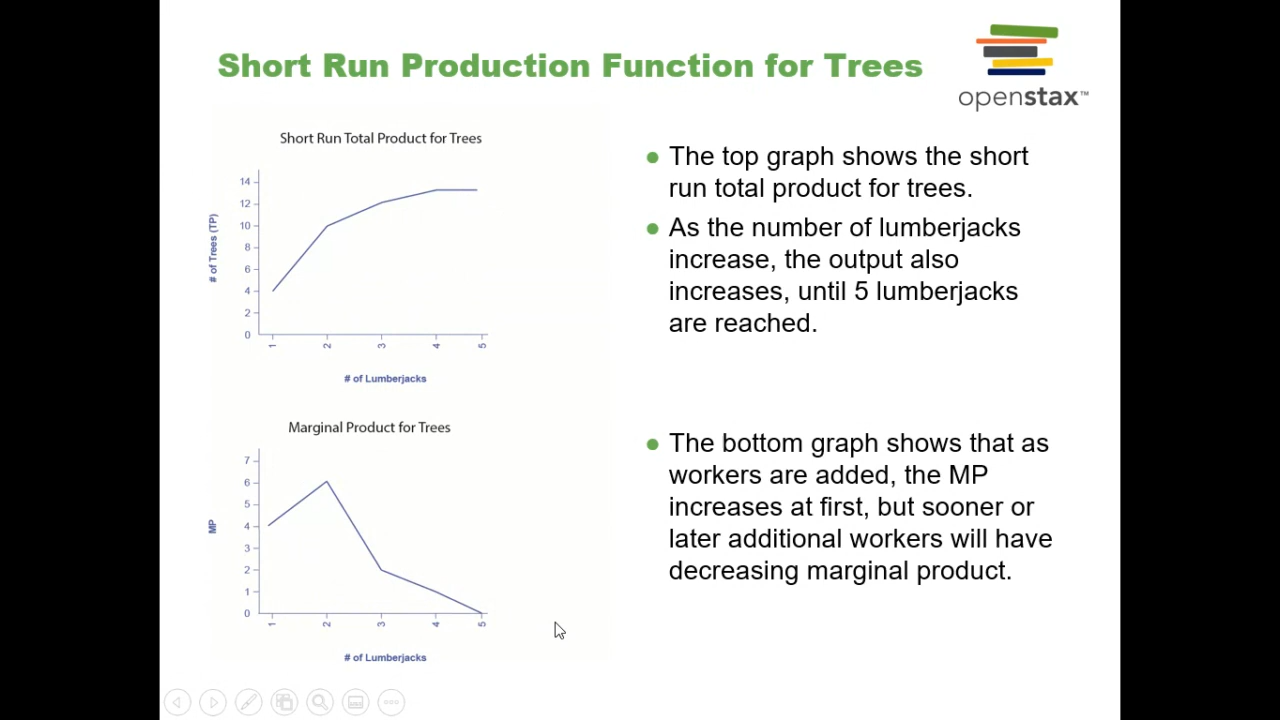 Short Run Production Function for Trees
openstax™
Short Run Total Product for Trees
# of Trees (TP)
14
12
10
8
6
4
2
0
1 2 3 4 5
# of Lumberjacks
• The top graph shows the short
run total product for trees.
• As the number of lumberjacks
increase, the output also
increases, until 5 lumberjacks
are reached.
Marginal Product for Trees
MP
7
6
5
4
3
2
1
0
1 2 3 4 5
# of Lumberjacks
• The bottom graph shows that as
workers are added, the MP
increases at first, but sooner or
later additional workers will have
decreasing marginal product.